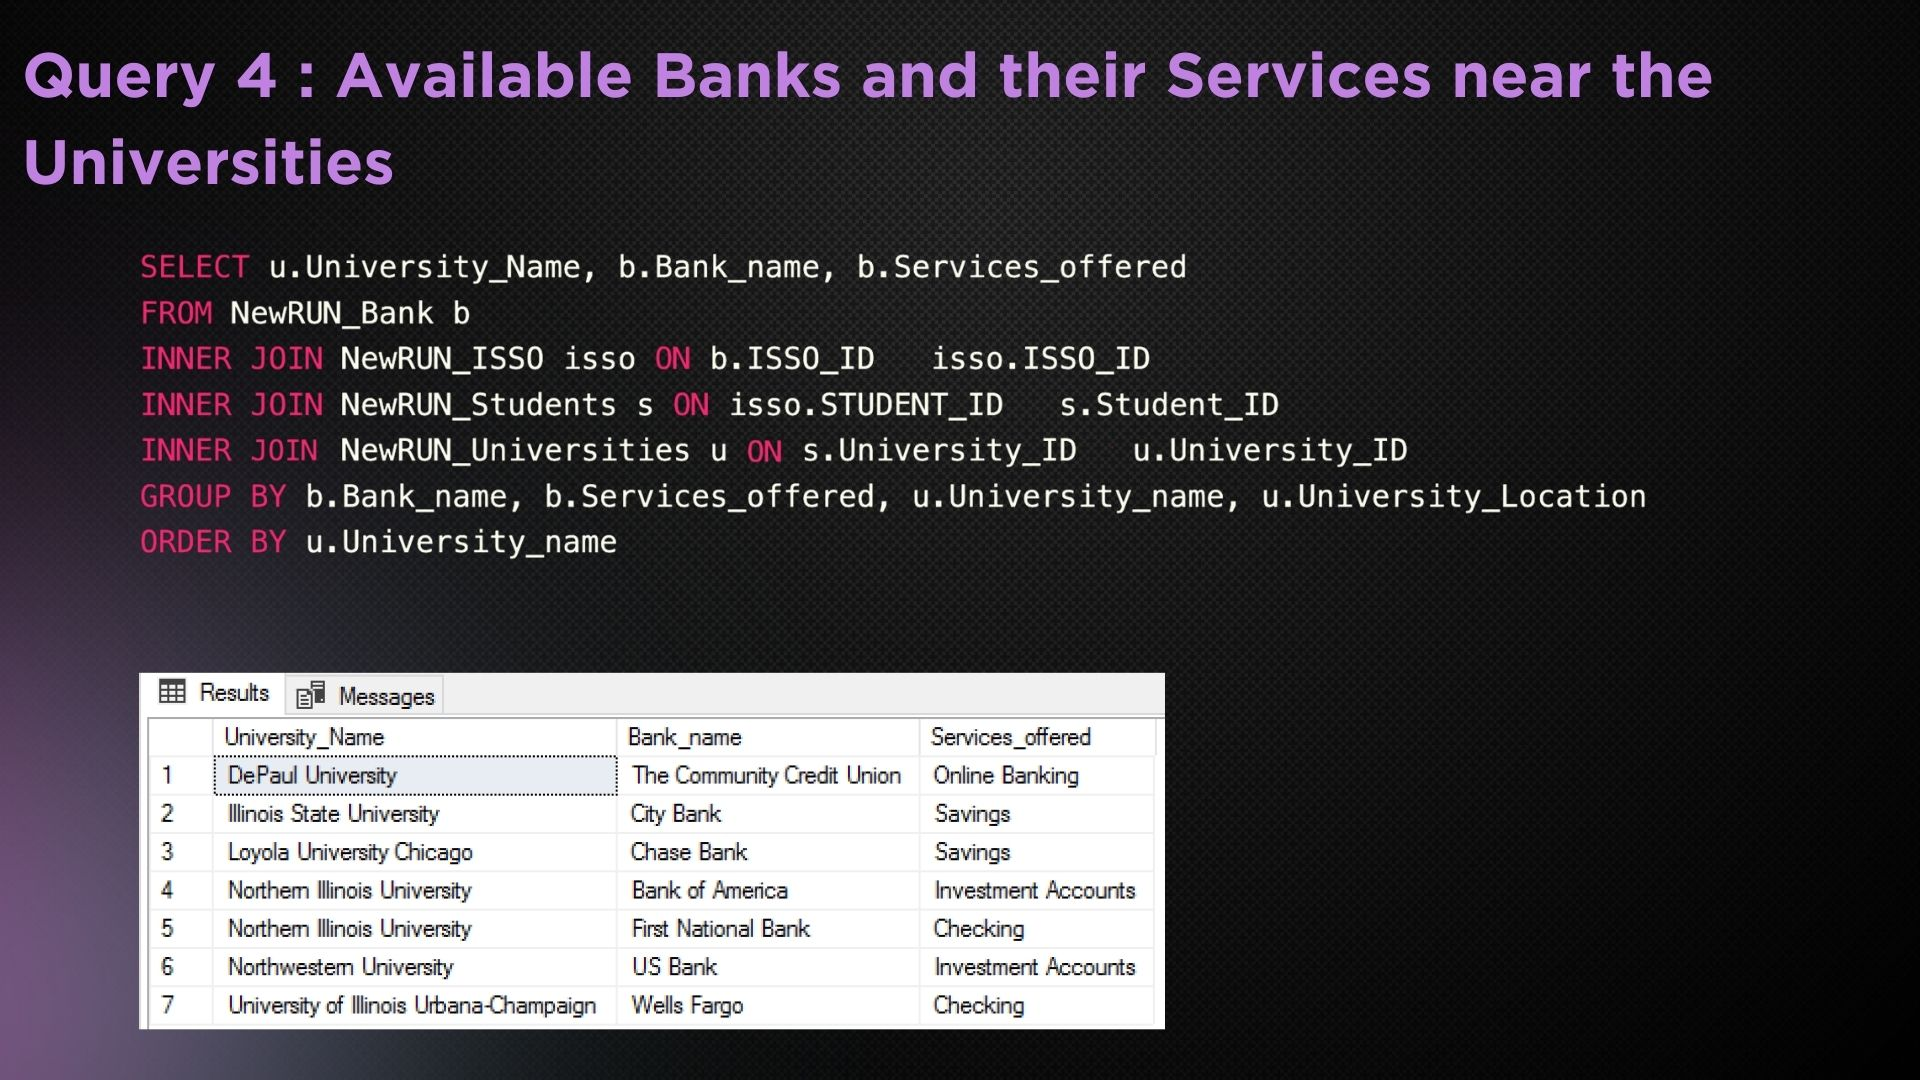 Query 4 : Available Banks and their Services near the
Universities
SELECT u.University_Name, b.Bank_name, b.Services_offered
FROM NewRUN_Bank b
INNER JOIN NewRUN_ISSO isso ON b.ISSO_ID isso.ISSO_ID
INNER JOIN NewRUN_Students s ON isso.STUDENT_ID s.Student_ID
INNER JOIN NewRUN_Universities u ON s.University_ID u.University_ID
GROUP BY b.Bank_name, b.Services_offered, u.University_name, u.University_Location
ORDER BY u.University_name
Results Messages
University_Name Bank_name Services_offered
1 DePaul University The Community Credit Union Online Banking
2 Illinois State University City Bank Savings
3 Loyola University Chicago Chase Bank Savings
4 Northern Illinois University Bank of America Investment Accounts
5 Northern Illinois University First National Bank Checking
6 Northwestern University US Bank Investment Accounts
7 University of Illinois Urbana-Champaign Wells Fargo Checking